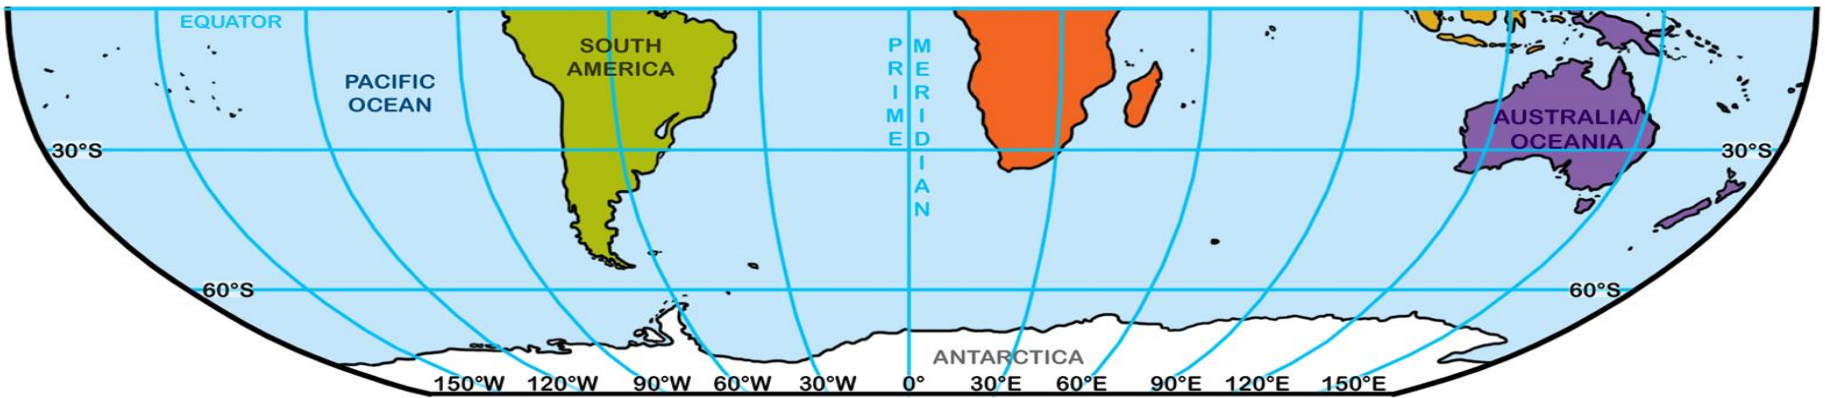 EQUATOR
SOUTH
AMERICA
PACIFIC
OCEAN
PRIME MERIDIAN
AUSTRALIA/
OCEANIA
30°S 30°S
60°S 60°S
ANTARCTICA
150°W 120°W 90°W 60°W 30°W 0° 30°E 60°E 90°E 120°E 150°E